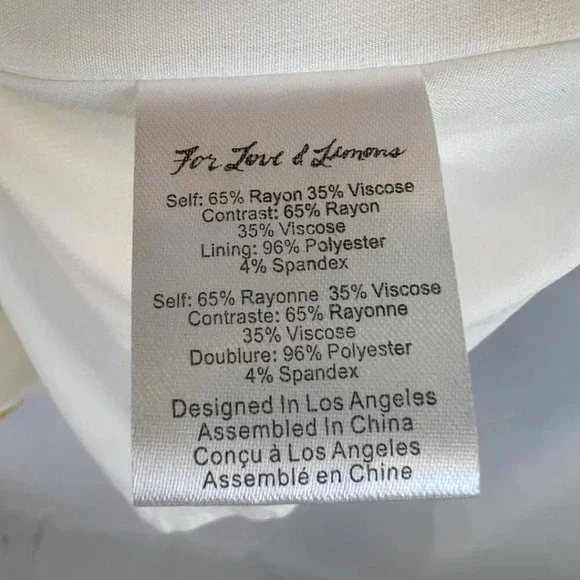 For Love & Lemons
Self: 65% Rayon 35% Viscose
Contrast: 65% Rayon
35% Viscose
Lining: 96% Polyester
4% Spandex
Self: 65% Rayonne 35% Viscose
Contraste: 65% Rayonne
35% Viscose
Doublure: 96% Polyester
4% Spandex
Designed In Los Angeles
Assembled In China
Conçu à Los Angeles
Assemblé en Chine